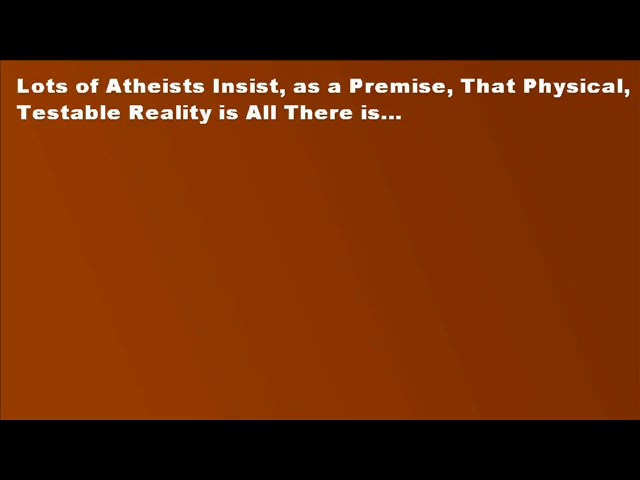 Lots of Atheists Insist, as a Premise, That Physical,
Testable Reality is All There is...